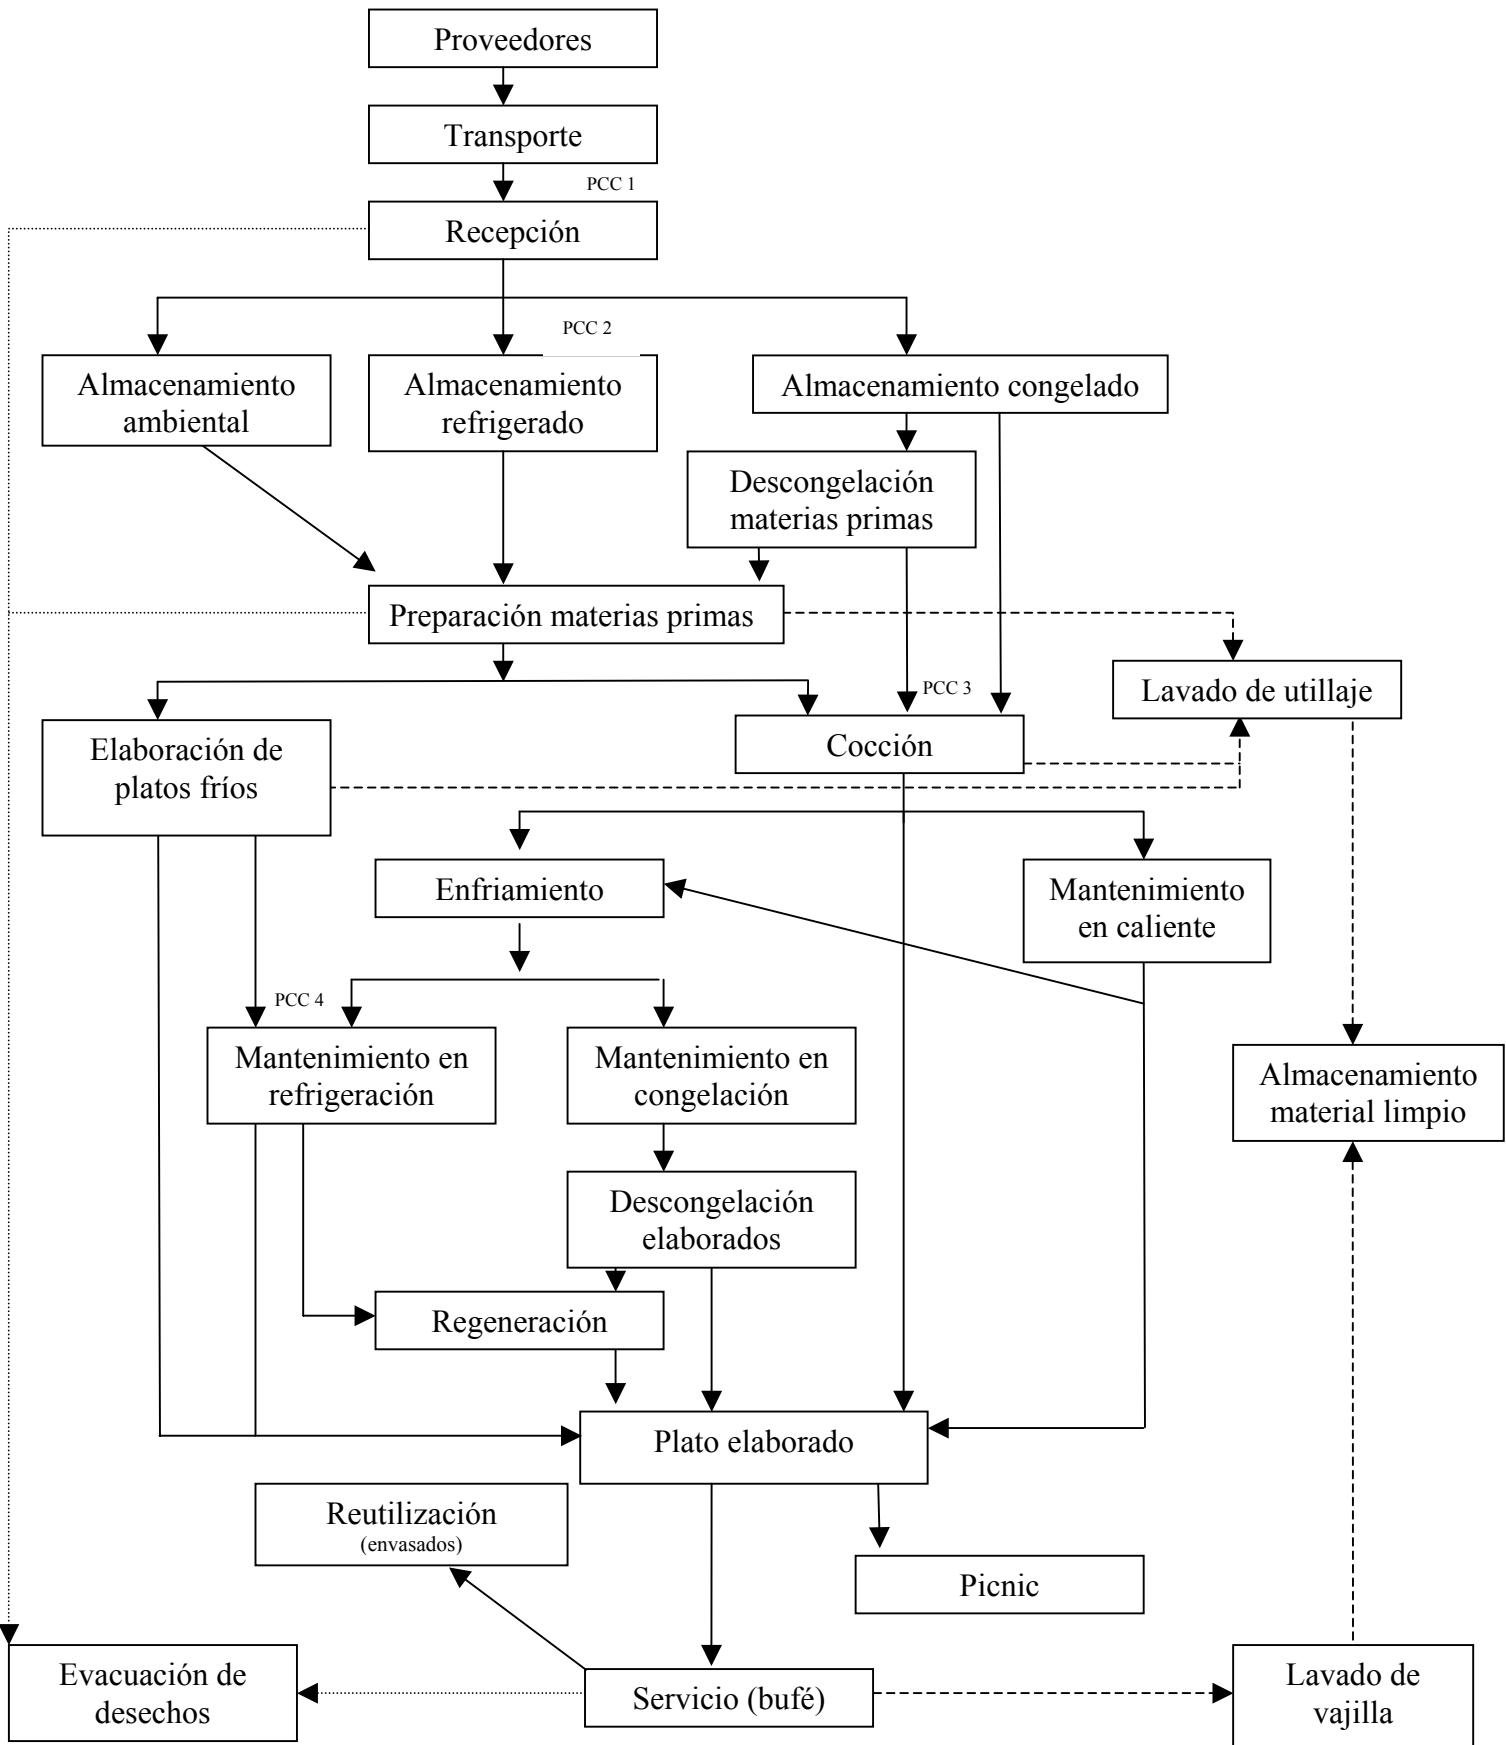 Proveedores
Transporte
PCC 1
Recepción
PCC 2
Almacenamiento
ambiental
Almacenamiento
refrigerado
Almacenamiento congelado
Descongelación
materias primas
Preparación materias primas
Lavado de utillaje
PCC 3
Elaboración de
platos fríos
Cocción
Enfriamiento
Mantenimiento
en caliente
PCC 4
Mantenimiento en
refrigeración
Mantenimiento en
congelación
Almacenamiento
material limpio
Descongelación
elaborados
Regeneración
Plato elaborado
Reutilización
(envasados)
Picnic
Evacuación de
desechos
Servicio (bufé)
Lavado de
vajilla